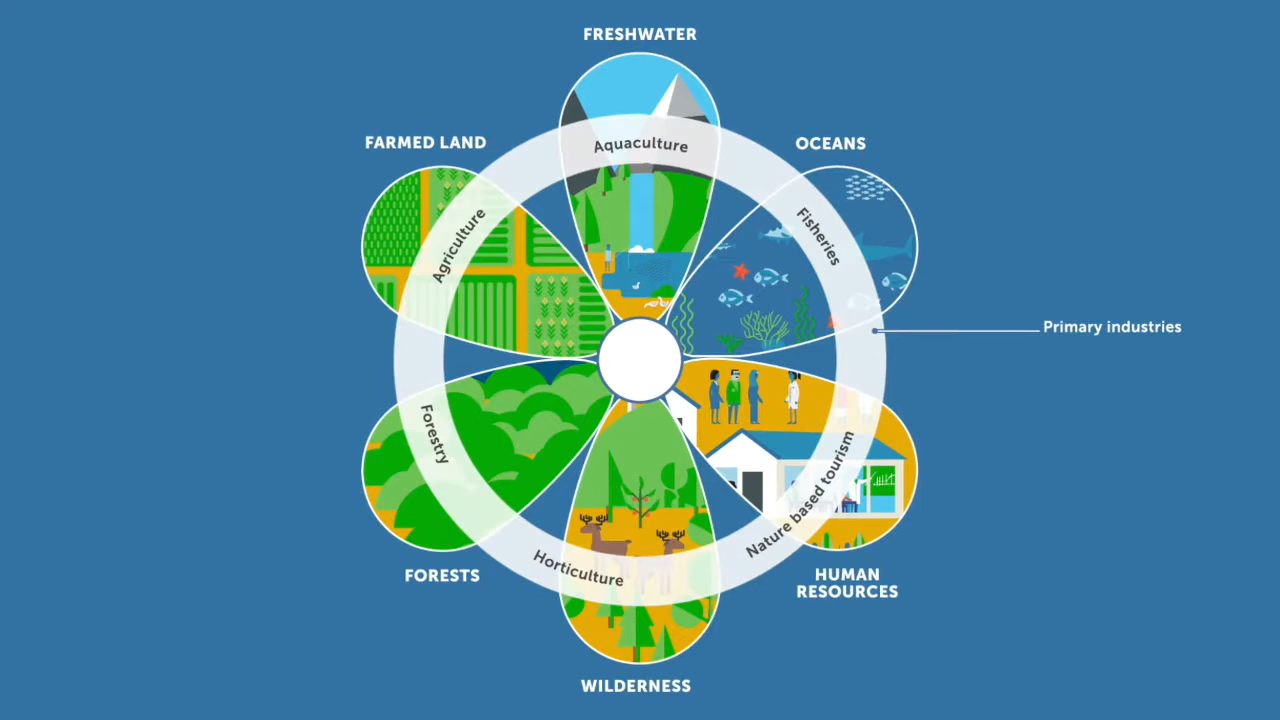 FRESHWATER
FARMED LAND
OCEANS
Aquaculture
Agriculture
Fisheries
Primary industries
Forestry
Nature based tourism
Horticulture
FORESTS
HUMAN
RESOURCES
WILDERNESS